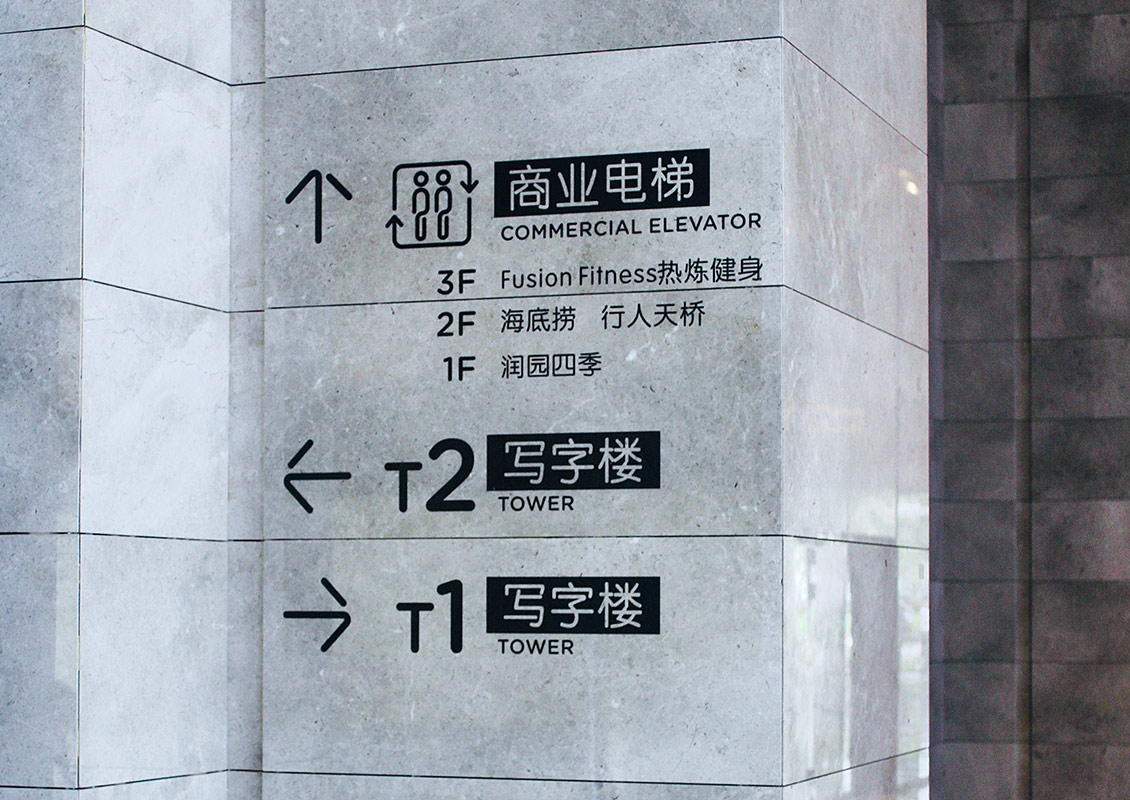 商业电梯
COMMERCIAL ELEVATOR
3F Fusion Fitness热炼健身
2F 海底捞 行人天桥
1F 润园四季
T2 写字楼
TOWER
T1 写字楼
TOWER